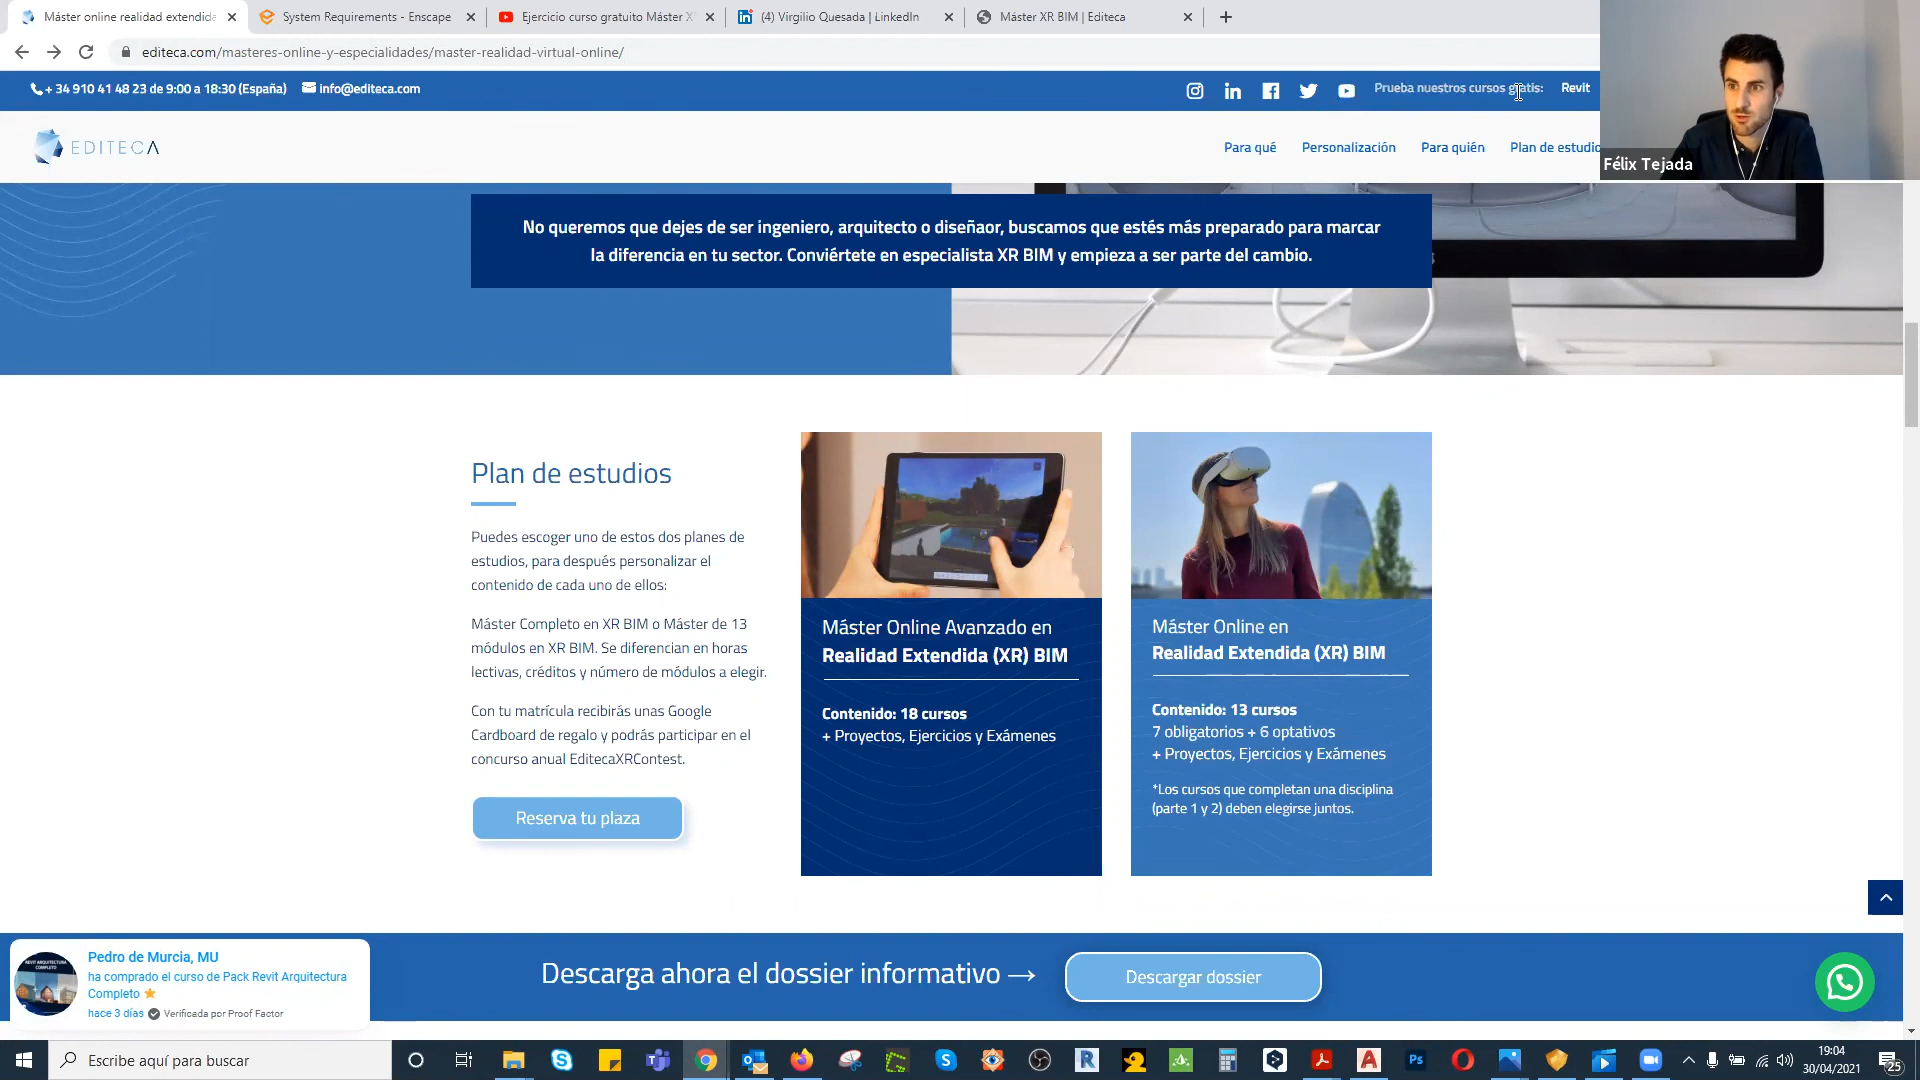 Máster online realidad extendida
System Requirements - Enscape
Ejercicio curso gratuito Máster X
(4) Virgilio Quesada | LinkedIn
Máster XR BIM | Editeca
editeca.com/masteres-online-y-especialidades/master-realidad-virtual-online/
+ 34 910 41 48 23 de 9:00 a 18:30 (España)
info@editeca.com
Prueba nuestros cursos gratis:
Revit
EDITECA
Para qué
Personalización
Para quién
Plan de estudio
Félix Tejada
No queremos que dejes de ser ingeniero, arquitecto o diseñaor, buscamos que estés más preparado para marcar
la diferencia en tu sector. Conviértete en especialista XR BIM y empieza a ser parte del cambio.
Plan de estudios
Puedes escoger uno de estos dos planes de
estudios, para después personalizar el
contenido de cada uno de ellos:
Máster Completo en XR BIM o Máster de 13
módulos en XR BIM. Se diferencian en horas
lectivas, créditos y número de módulos a elegir.
Con tu matrícula recibirás unas Google
Cardboard de regalo y podrás participar en el
concurso anual EditecaXRContest.
Reserva tu plaza
Máster Online Avanzado en
Realidad Extendida (XR) BIM
Contenido: 18 cursos
+ Proyectos, Ejercicios y Exámenes
Máster Online en
Realidad Extendida (XR) BIM
Contenido: 13 cursos
7 obligatorios + 6 optativos
+ Proyectos, Ejercicios y Exámenes
*Los cursos que completan una disciplina
(parte 1 y 2) deben elegirse juntos.
Descarga ahora el dossier informativo →
Descargar dossier
REVIT ARQUITECTURA
COMPLETO
Pedro de Murcia, MU
ha comprado el curso de Pack Revit Arquitectura
Completo
hace 3 días
Verificada por Proof Factor
Escribe aquí para buscar
19:04
30/04/2021
25